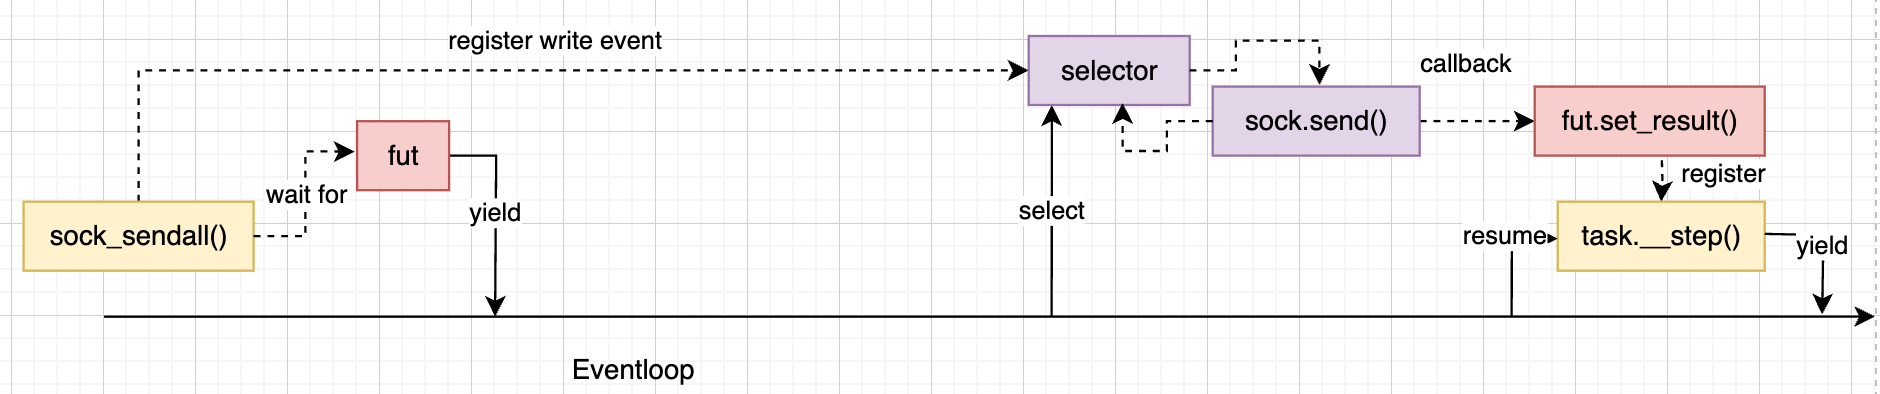 register write event
selector
callback
sock.send()
fut.set_result()
fut
wait for
register
yield
select
sock_sendall()
resume
task.__step()
yield
Eventloop